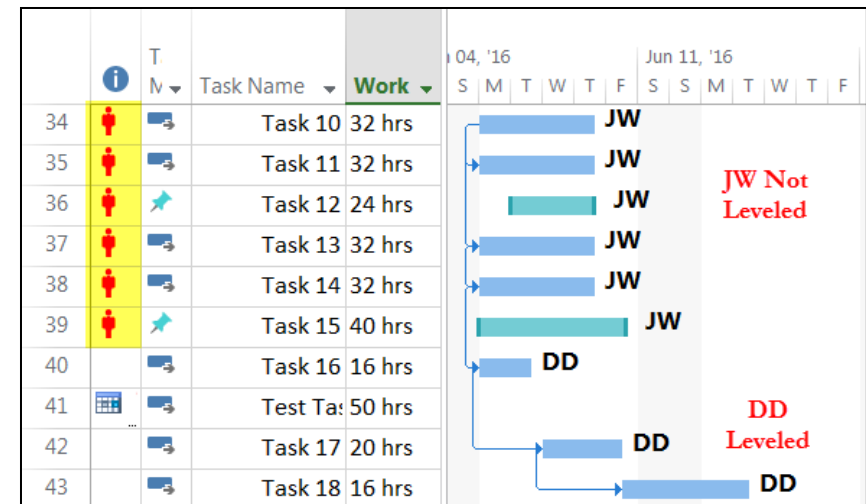 T. 04, '16 Jun 11, '16
i M Task Name Work S M T W T F S S M T W T F
34 Task 10 32 hrs JW
35 Task 11 32 hrs JW
JW Not
36 Task 12 24 hrs JW
Leveled
37 Task 13 32 hrs JW
38 Task 14 32 hrs JW
39 Task 15 40 hrs JW
40 Task 16 16 hrs DD
41 Test Tas 50 hrs DD
...
42 Task 17 20 hrs DD Leveled
43 Task 18 16 hrs DD